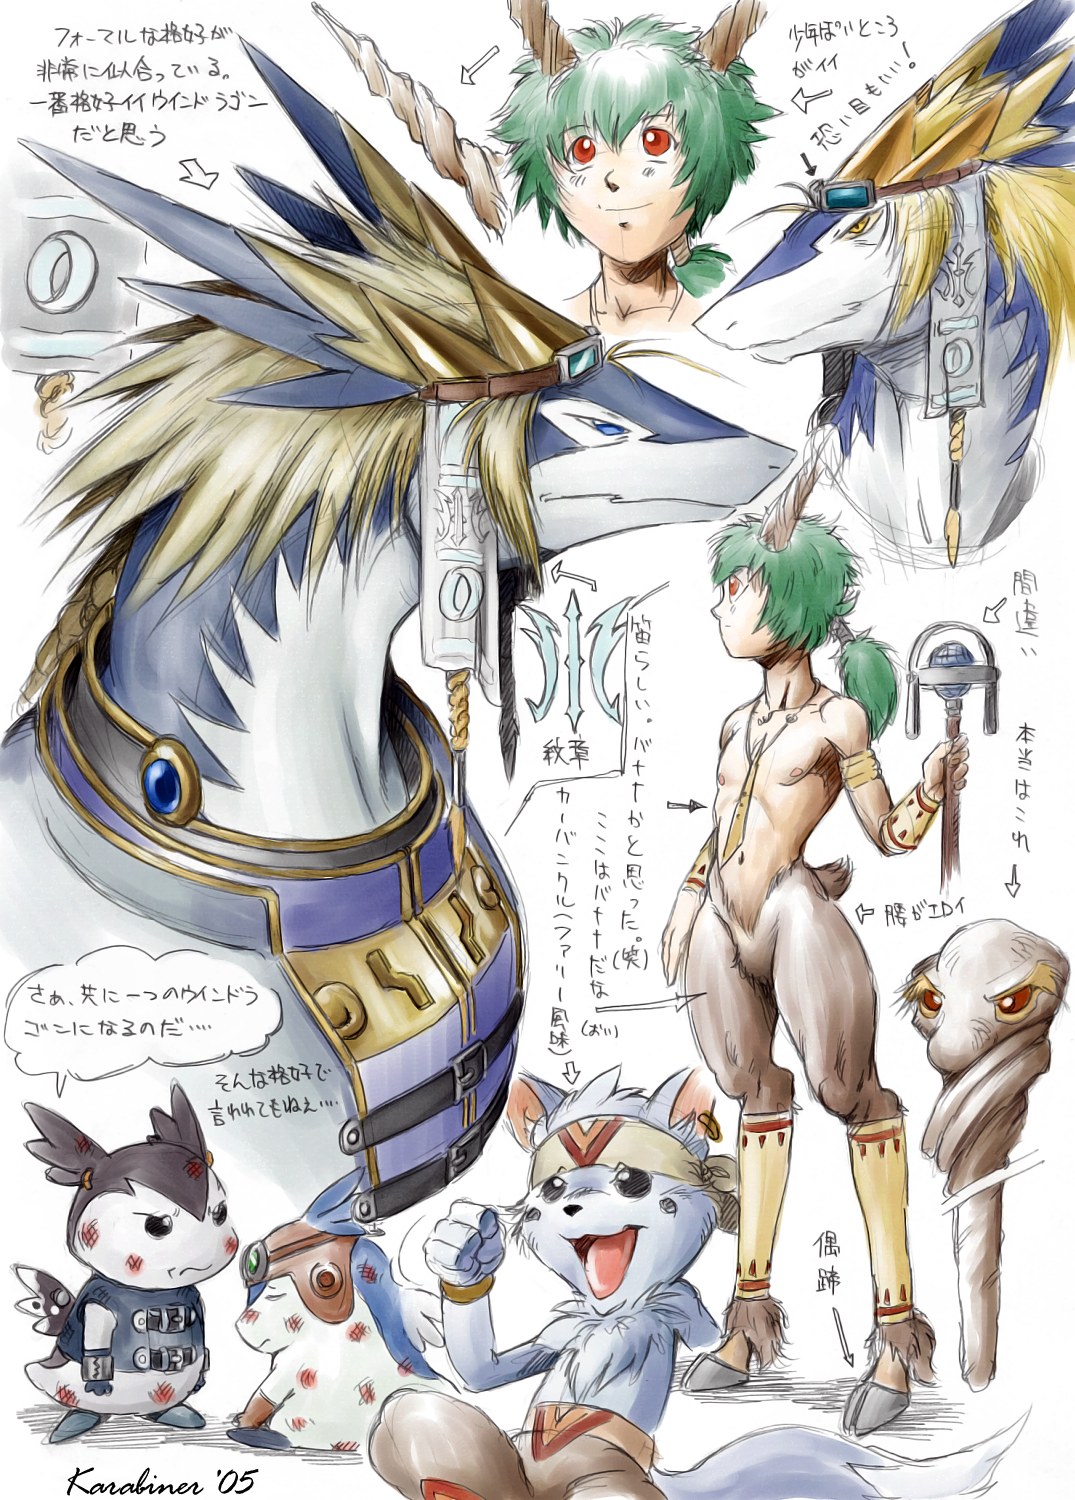 フォーマルな格好が
非常に似合っている。
一番格好イイウインドラゴン
だと思う
少年ぽいところ
がイイ
恐い目もイイ!
間違い
本当はこれ
紋章
笛らしい。バナナかと思った。(笑)
ここはバナナだな
(おい)
カーバンクル(ファリー風味)
腰がエロイ
さぁ、共に一つのウインドラ
ゴンになるのだ‥‥
そんな格好で
言われてもねぇ‥‥
偶蹄
Karabiner '05